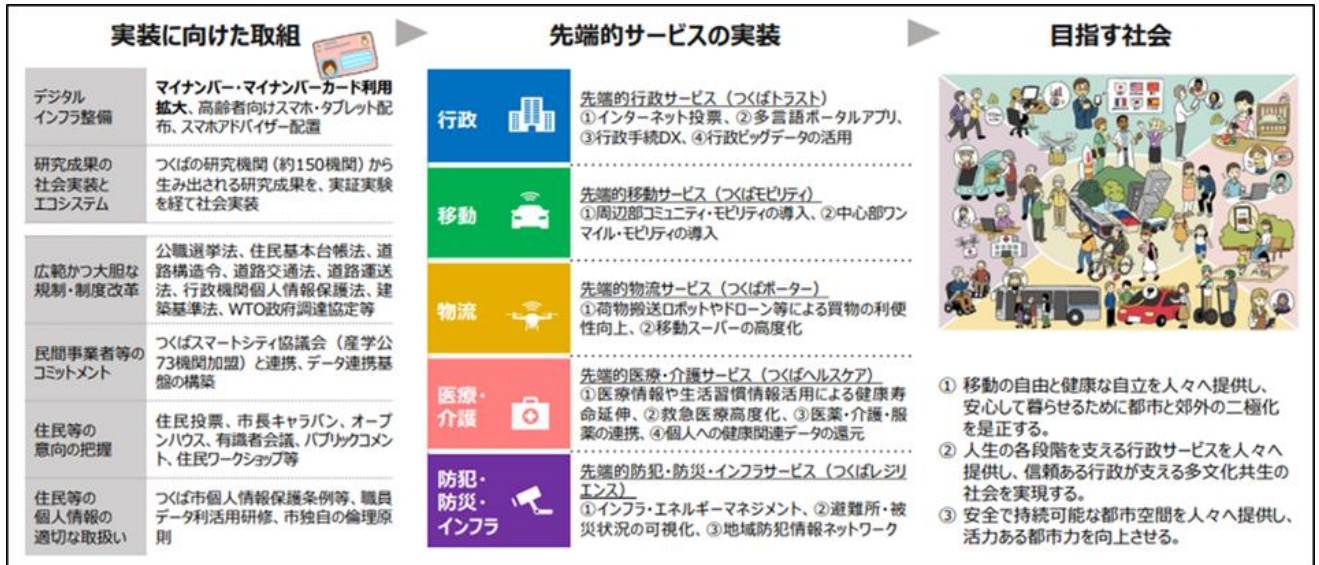 実装に向けた取組
先端的サービスの実装
目指す社会
デジタル
インフラ整備
マイナンバー・マイナンバーカード利用
拡大、高齢者向けスマホ・タブレット配
布、スマホアドバイザー配置
研究成果の
社会実装と
エコシステム
つくばの研究機関（約150機関）から
生み出される研究成果を、実証実験
を経て社会実装
広範かつ大胆な
規制・制度改革
公職選挙法、住民基本台帳法、道
路構造令、道路交通法、道路運送
法、行政機関個人情報保護法、建
築基準法、WTO政府調達協定等
民間事業者等の
コミットメント
つくばスマートシティ協議会（産学公
73機関加盟）と連携、データ連携基
盤の構築
住民等の
意向の把握
住民投票、市長キャラバン、オープ
ンハウス、有識者会議、パブリックコメン
ト、住民ワークショップ等
住民等の
個人情報の
適切な取扱い
つくば市個人情報保護条例等、職員
データ利活用研修、市独自の倫理原
則
行政
先端的行政サービス（つくばトラスト）
①インターネット投票、②多言語ポータルアプリ、
③行政手続DX、④行政ビッグデータの活用
移動
先端的移動サービス（つくばモビリティ）
①周辺部コミュニティ・モビリティの導入、②中心部ワン
マイル・モビリティの導入
物流
先端的物流サービス（つくばポーター）
①荷物搬送ロボットやドローン等による買物の利便
性向上、②移動スーパーの高度化
医療・
介護
先端的医療・介護サービス（つくばヘルスケア）
①医療情報や生活習慣情報活用による健康寿
命延伸、②救急医療高度化、③医薬・介護・服
薬の連携、④個人への健康関連データの還元
防犯・
防災・
インフラ
先端的防犯・防災・インフラサービス（つくばレジリ
エンス）
①インフラ・エネルギーマネジメント、②避難所・被
災状況の可視化、③地域防犯情報ネットワーク
① 移動の自由と健康な自立を人々へ提供し、
安心して暮らせるために都市と郊外の二極化
を是正する。
② 人生の各段階を支える行政サービスを人々へ
提供し、信頼ある行政が支える多文化共生の
社会を実現する。
③ 安全で持続可能な都市空間を人々へ提供し、
活力ある都市力を向上させる。